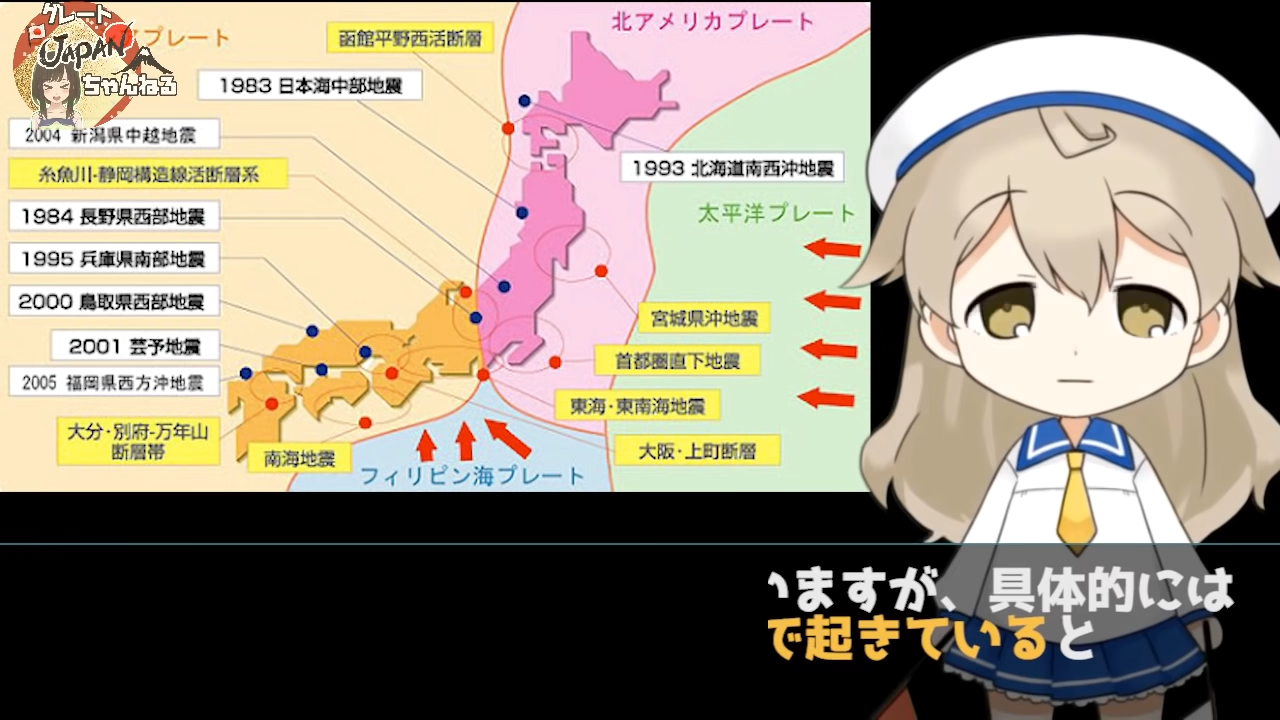 グレート
JAPAN
ちゃんねる
プレート
函館平野西活断層
北アメリカプレート
1983 日本海中部地震
2004 新潟県中越地震
糸魚川-静岡構造線活断層系
1993 北海道南西沖地震
1984 長野県西部地震
太平洋プレート
1995 兵庫県南部地震
2000 鳥取県西部地震
宮城県沖地震
2001 芸予地震
首都圏直下地震
2005 福岡県西方沖地震
東海・東南海地震
大分・別府-万年山
断層帯
南海地震
大阪・上町断層
フィリピン海プレート
いますが、具体的には
で起きていると